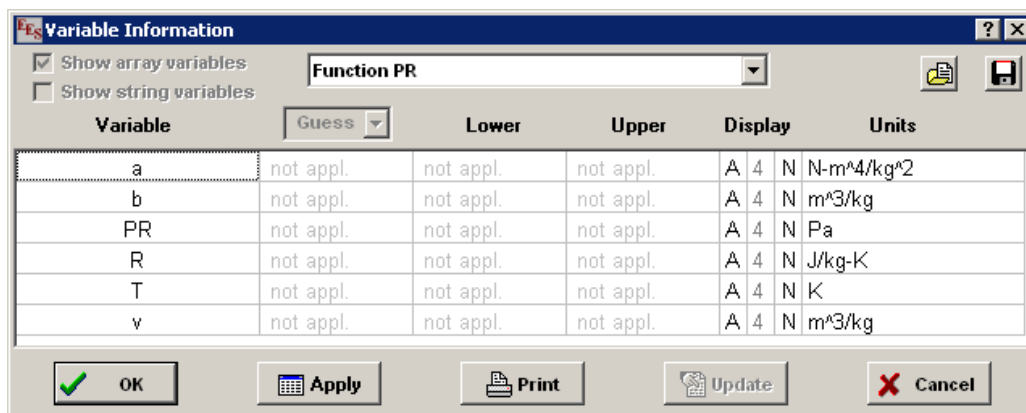 EES Variable Information
Show array variables
Function PR
Show string variables
Variable Guess Lower Upper Display Units
a not appl. not appl. not appl. A 4 N N-m^4/kg^2
b not appl. not appl. not appl. A 4 N m^3/kg
PR not appl. not appl. not appl. A 4 N Pa
R not appl. not appl. not appl. A 4 N J/kg-K
T not appl. not appl. not appl. A 4 N K
v not appl. not appl. not appl. A 4 N m^3/kg
OK Apply Print Update Cancel